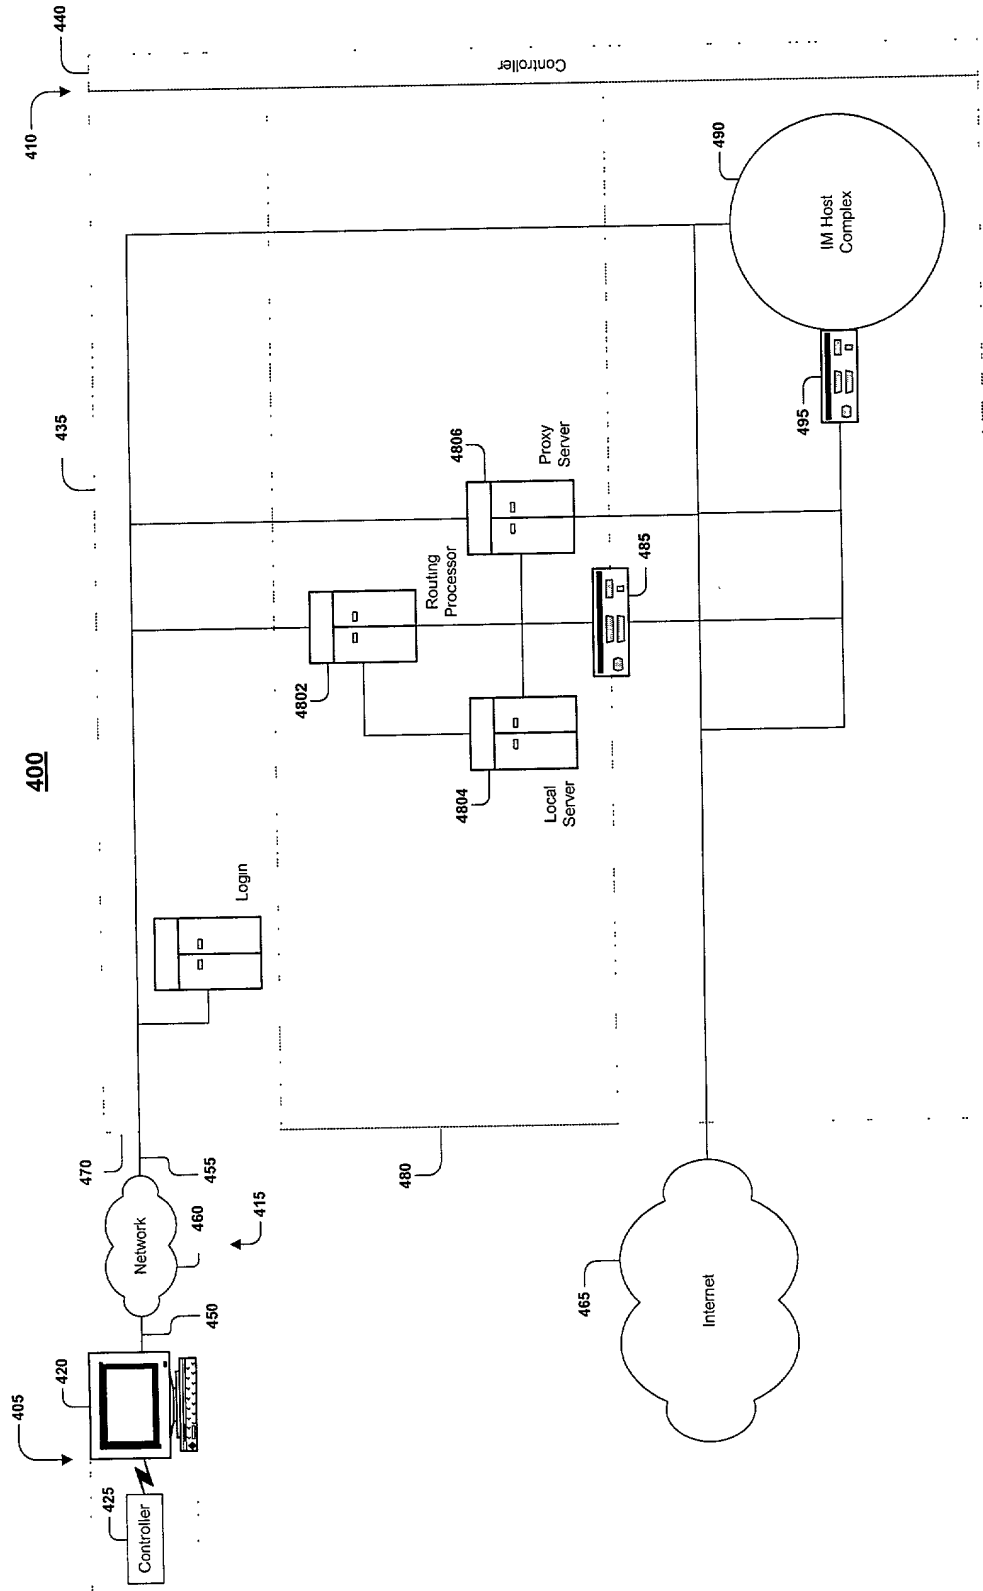 400
405
420
425
Controller
450
Network
460
415
455
470
Login
435
410
440
Controller
480
4802
Routing
Processor
4804
Local
Server
4806
Proxy
Server
485
465
Internet
495
490
IM Host
Complex